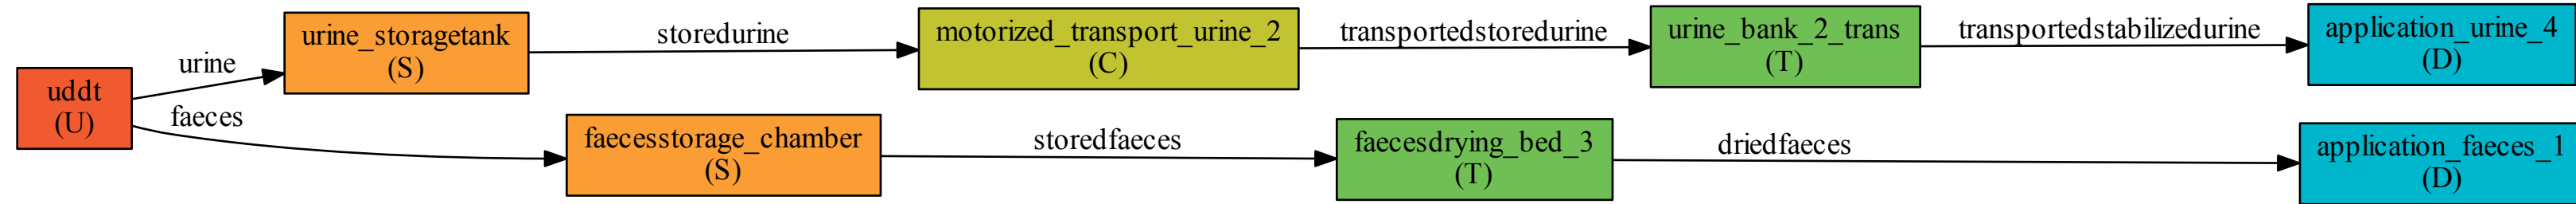 uddt
(U)
urine
urine_storagetank
(S)
storedurine
motorized_transport_urine_2
(C)
transportedstoredurine
urine_bank_2_trans
(T)
transportedstabilizedurine
application_urine_4
(D)
faeces
faecesstorage_chamber
(S)
storedfaeces
faecesdrying_bed_3
(T)
driedfaeces
application_faeces_1
(D)